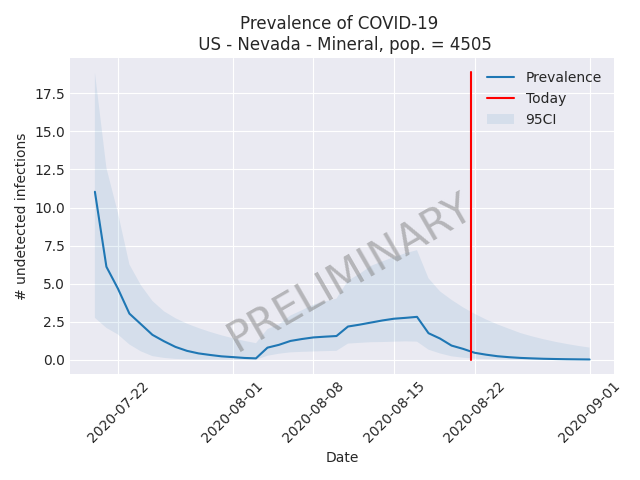 Prevalence of COVID-19
US - Nevada - Mineral, pop. = 4505
Prevalence
Today
95CI
PRELIMINARY
# undetected infections
17.5
15.0
12.5
10.0
7.5
5.0
2.5
0.0
2020-07-22
2020-08-01
2020-08-08
2020-08-15
2020-08-22
2020-09-01
Date